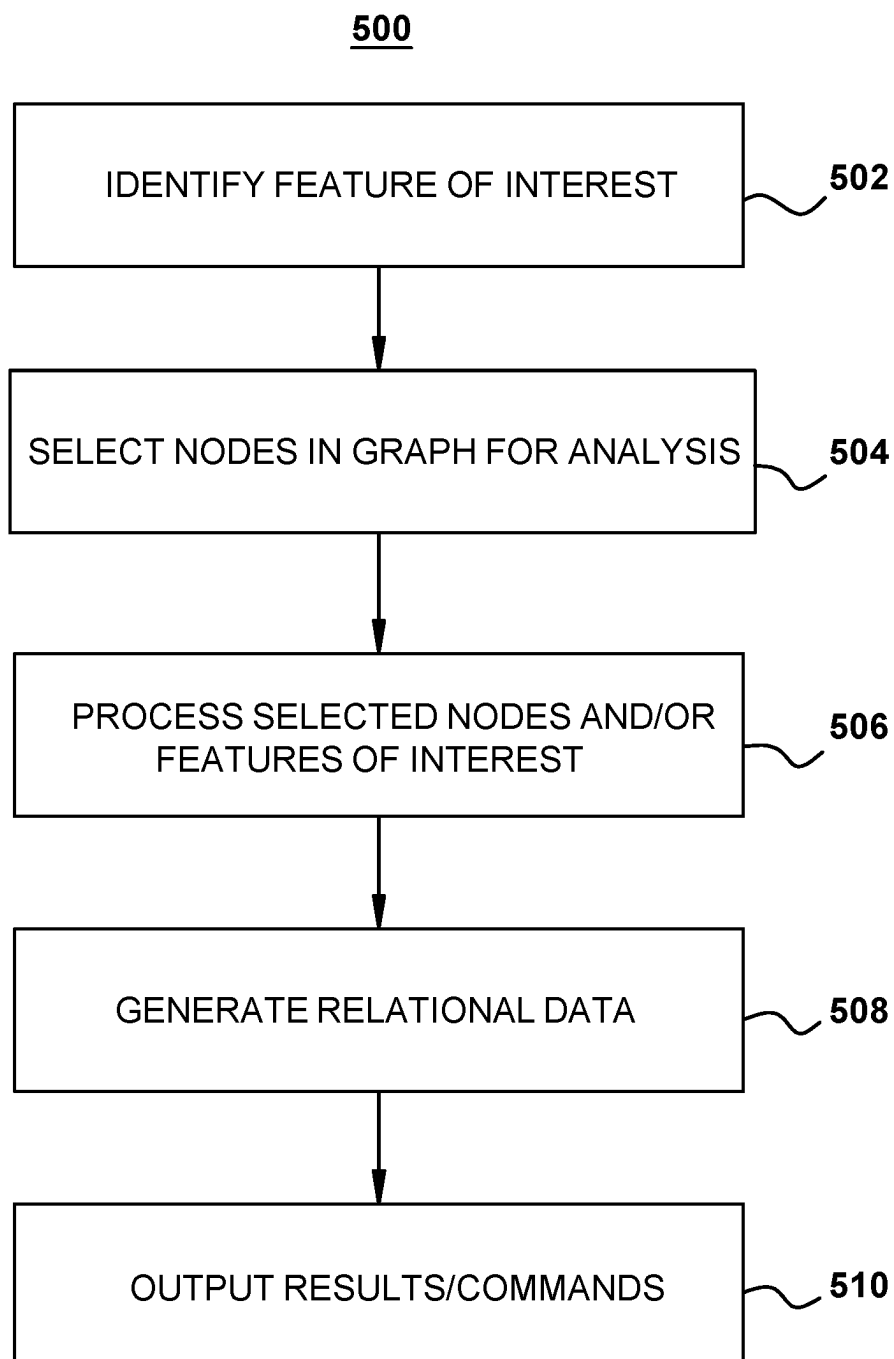 500
IDENTIFY FEATURE OF INTEREST
502
SELECT NODES IN GRAPH FOR ANALYSIS
504
PROCESS SELECTED NODES AND/OR
FEATURES OF INTEREST
506
GENERATE RELATIONAL DATA
508
OUTPUT RESULTS/COMMANDS
510